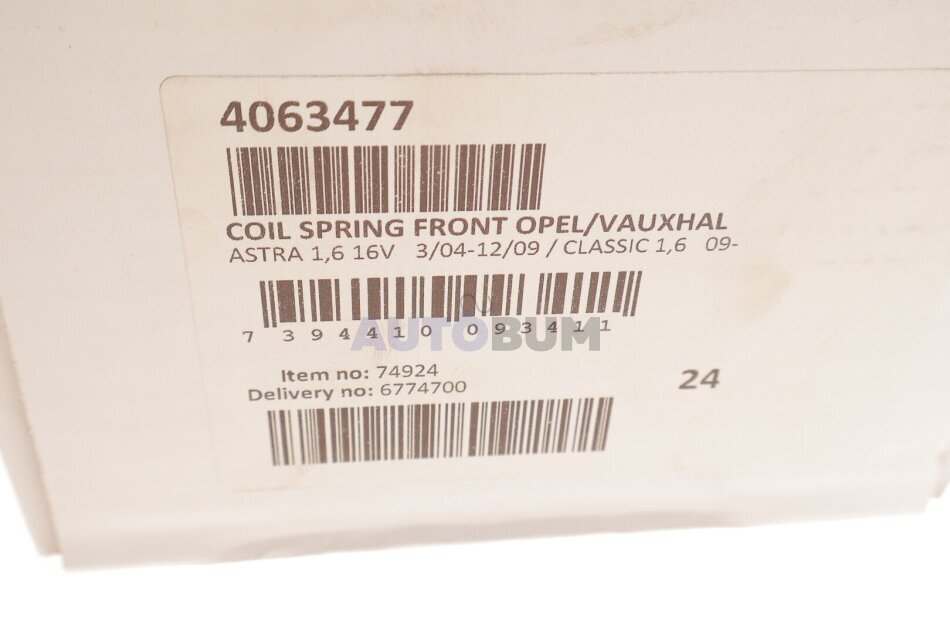 4063477
COIL SPRING FRONT OPEL/VAUXHAL
ASTRA 1,6 16V 3/04-12/09 / CLASSIC 1,6 09-
7 394410 093411
AUTOBUM
Item no: 74924
Delivery no: 6774700
24